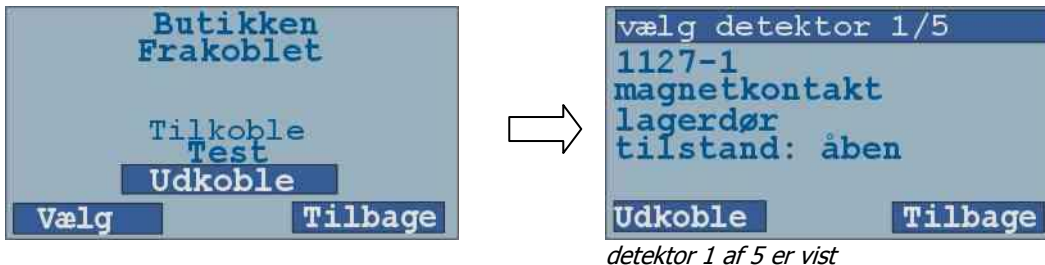 Butikken
Frakoblet
Tilkoble
Test
Udkoble
Vælg Tilbage
vælg detektor 1/5
1127-1
magnetkontakt
lagerdør
tilstand: åben
Udkoble Tilbage
detektor 1 af 5 er vist